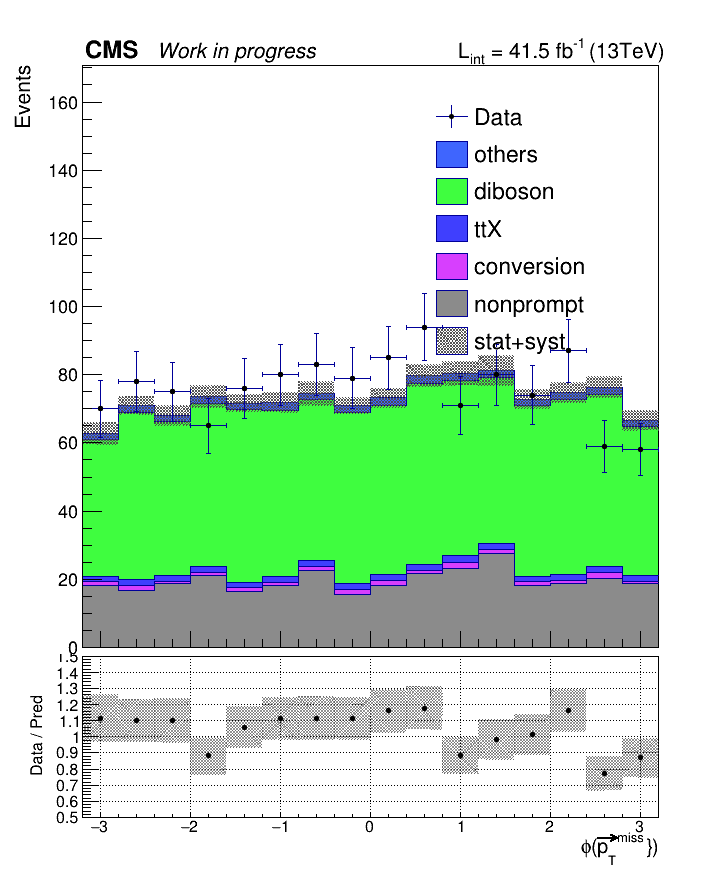 CMS Work in progress L_int = 41.5 fb^-1 (13TeV)
Events
160
140
120
100
80
60
40
20
0
Data
others
diboson
ttX
conversion
nonprompt
stat+syst
Data / Pred
1.5
1.4
1.3
1.2
1.1
1
0.9
0.8
0.7
0.6
0.5
−3 −2 −1 0 1 2 3
ϕ(p_T^miss })